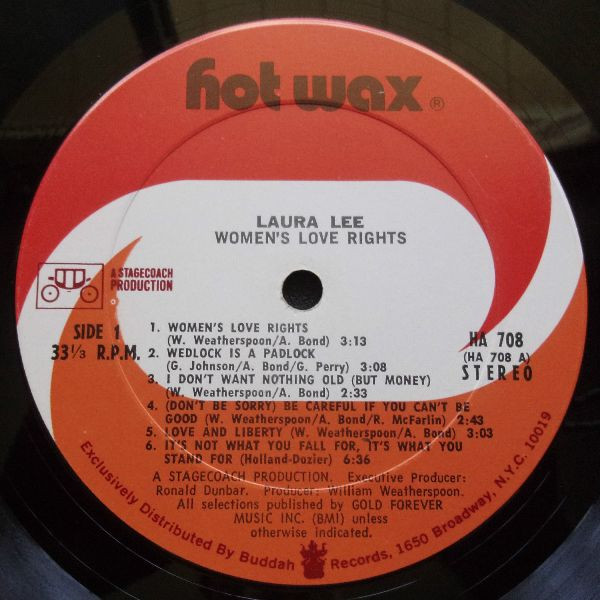 hot wax®
LAURA LEE
WOMEN'S LOVE RIGHTS
A STAGECOACH
PRODUCTION
SIDE 1
33⅓ R.P.M.
HA 708
(HA 708 A)
STEREO
1. WOMEN'S LOVE RIGHTS
(W. Weatherspoon/A. Bond) 3:13
2. WEDLOCK IS A PADLOCK
(G. Johnson/A. Bond/G. Perry) 3:08
3. I DON'T WANT NOTHING OLD (BUT MONEY)
(W. Weatherspoon/A. Bond) 2:33
4. (DON'T BE SORRY) BE CAREFUL IF YOU CAN'T BE
GOOD (W. Weatherspoon/A. Bond/R. McFarlin) 2:43
5. LOVE AND LIBERTY (W. Weatherspoon/A. Bond) 3:03
6. IT'S NOT WHAT YOU FALL FOR, IT'S WHAT YOU
STAND FOR (Holland-Dozier) 6:36
A STAGECOACH PRODUCTION. Executive Producer:
Ronald Dunbar. Producer: William Weatherspoon.
All selections published by GOLD FOREVER
MUSIC INC. (BMI) unless
otherwise indicated.
Exclusively Distributed By Buddah Records, 1650 Broadway, N.Y.C. 10019